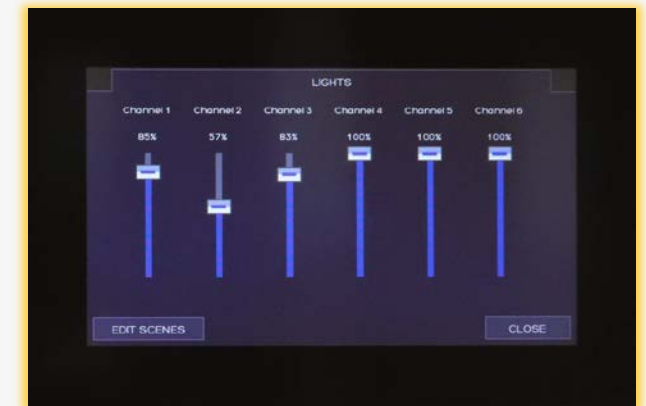 LIGHTS
Channel 1 Channel 2 Channel 3 Channel 4 Channel 5 Channel 6
85% 57% 83% 100% 100% 100%
EDIT SCENES CLOSE